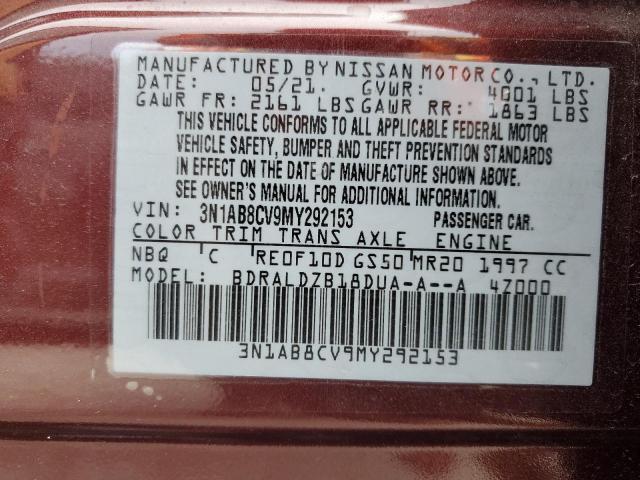 MANUFACTURED BY NISSAN MOTOR CO., LTD.
DATE: 05/21. GVWR: 4001 LBS
GAWR FR: 2161 LBS GAWR RR: 1863 LBS
THIS VEHICLE CONFORMS TO ALL APPLICABLE FEDERAL MOTOR
VEHICLE SAFETY, BUMPER AND THEFT PREVENTION STANDARDS
IN EFFECT ON THE DATE OF MANUFACTURE SHOWN ABOVE.
SEE OWNER'S MANUAL FOR ADDITIONAL INFORMATION.
VIN: 3N1AB8CV9MY292153 PASSENGER CAR.
COLOR TRIM TRANS AXLE ENGINE
NBQ C RE0F10D GS50 MR20 1997 CC
MODEL: BDRALDZB18DUA-A--A 4Z000
3N1AB8CV9MY292153